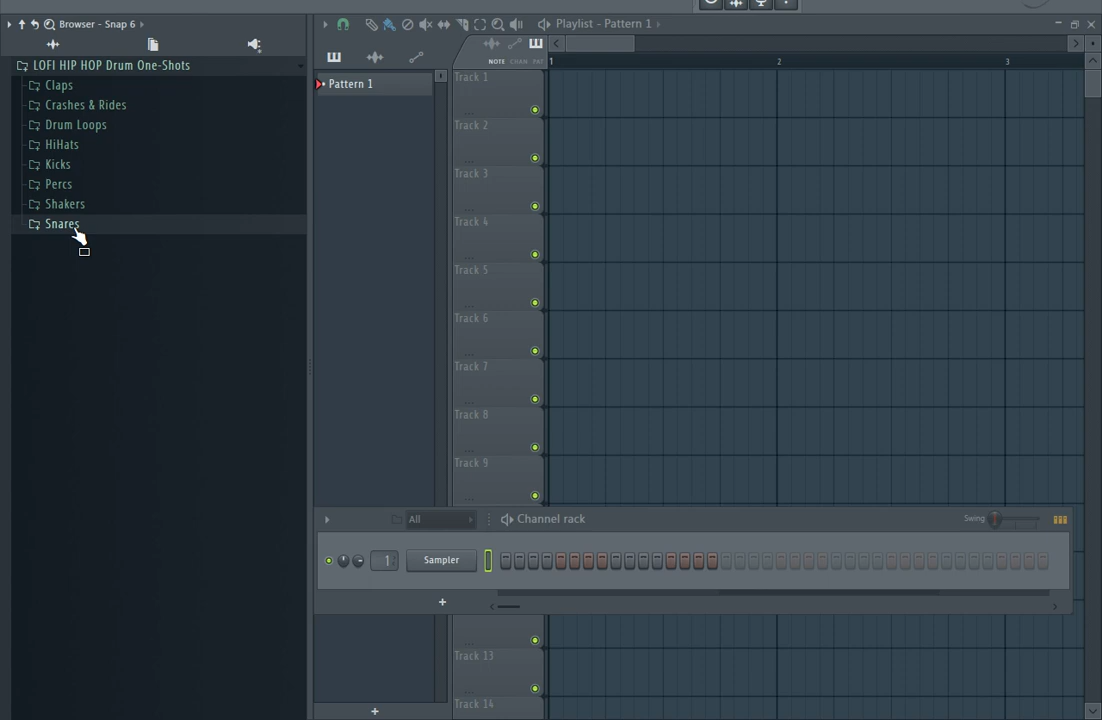 Browser - Snap 6
LOFI HIP HOP Drum One-Shots
Claps
Crashes & Rides
Drum Loops
HiHats
Kicks
Percs
Shakers
Snares
Playlist - Pattern 1
NOTE CHAN PAT
1 2 3
Pattern 1
Track 1
Track 2
Track 3
Track 4
Track 5
Track 6
Track 7
Track 8
Track 9
All
Channel rack
Swing
1
Sampler
Track 13
Track 14